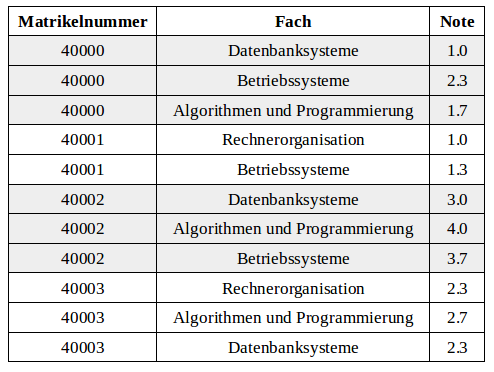 Matrikelnummer Fach Note
40000 Datenbanksysteme 1.0
40000 Betriebssysteme 2.3
40000 Algorithmen und Programmierung 1.7
40001 Rechnerorganisation 1.0
40001 Betriebssysteme 1.3
40002 Datenbanksysteme 3.0
40002 Algorithmen und Programmierung 4.0
40002 Betriebssysteme 3.7
40003 Rechnerorganisation 2.3
40003 Algorithmen und Programmierung 2.7
40003 Datenbanksysteme 2.3